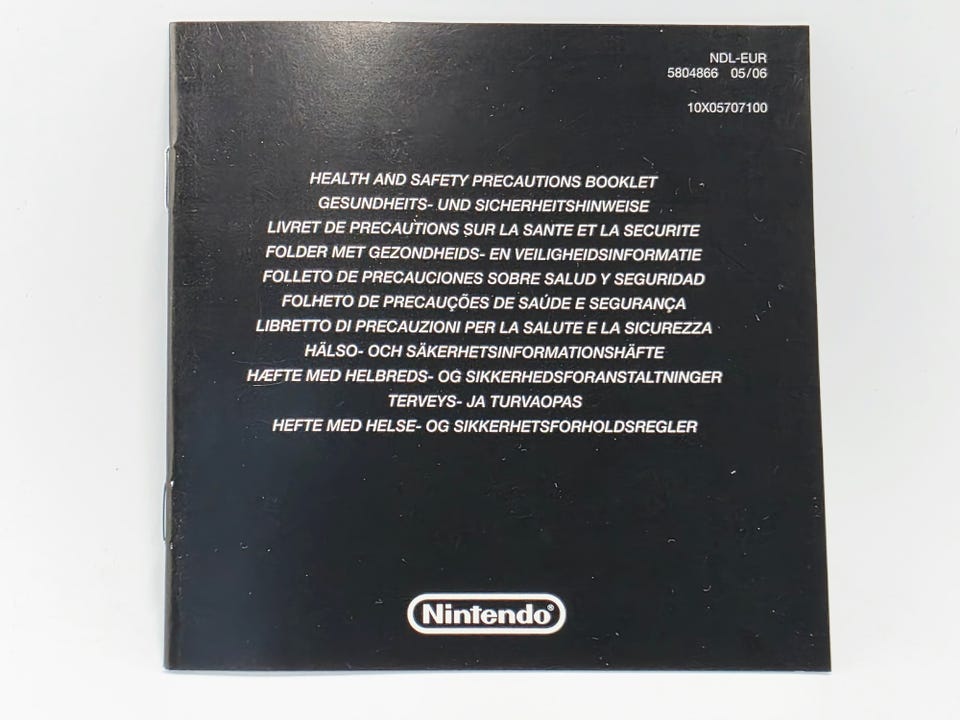 NDL-EUR
5804866 05/06
10X05707100
HEALTH AND SAFETY PRECAUTIONS BOOKLET
GESUNDHEITS- UND SICHERHEITSHINWEISE
LIVRET DE PRECAUTIONS SUR LA SANTE ET LA SECURITE
FOLDER MET GEZONDHEIDS- EN VEILIGHEIDSINFORMATIE
FOLLETO DE PRECAUCIONES SOBRE SALUD Y SEGURIDAD
FOLHETO DE PRECAUÇÕES DE SAÚDE E SEGURANÇA
LIBRETTO DI PRECAUZIONI PER LA SALUTE E LA SICUREZZA
HÄLSO- OCH SÄKERHETSINFORMATIONSHÄFTE
HÆFTE MED HELBREDS- OG SIKKERHEDSFORANSTALTNINGER
TERVEYS- JA TURVAOPAS
HEFTE MED HELSE- OG SIKKERHETSFORHOLDSREGLER
Nintendo®